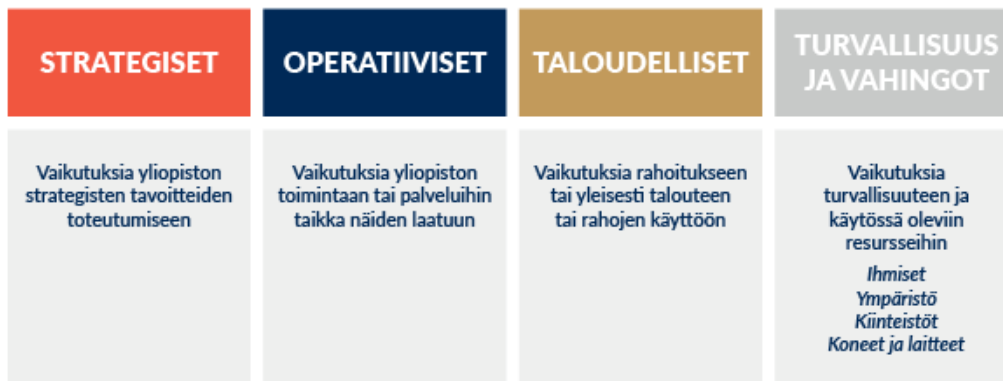 STRATEGISET
Vaikutuksia yliopiston
strategisten tavoitteiden
toteutumiseen
OPERATIIVISET
Vaikutuksia yliopiston
toimintaan tai palveluihin
taikka näiden laatuun
TALOUDELLISET
Vaikutuksia rahoitukseen
tai yleisesti talouteen
tai rahojen käyttöön
TURVALLISUUS
JA VAHINGOT
Vaikutuksia
turvallisuuteen ja
käytössä oleviin
resursseihin
Ihmiset
Ympäristö
Kiinteistöt
Koneet ja laitteet